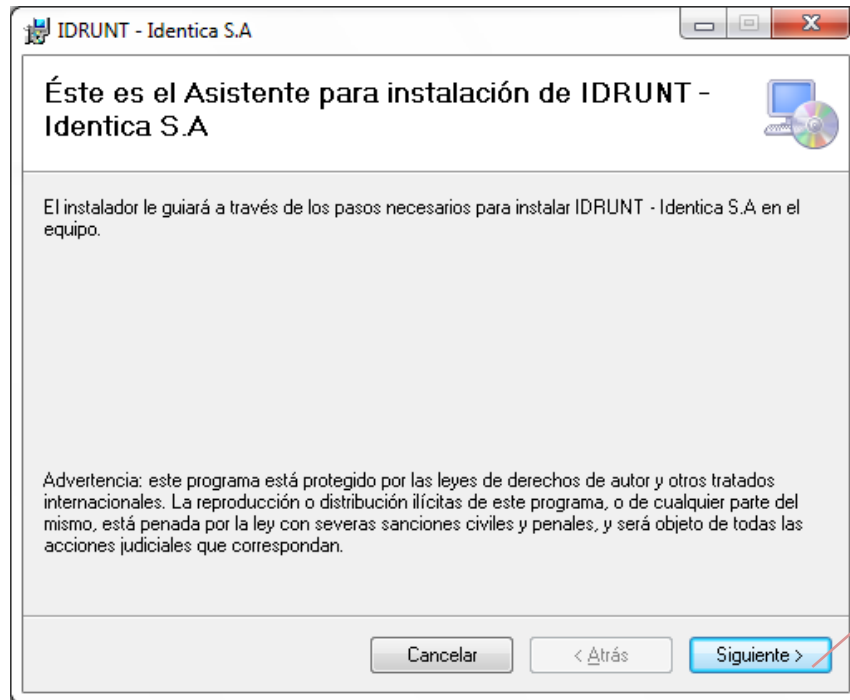 IDRUNT - Identica S.A
Éste es el Asistente para instalación de IDRUNT -
Identica S.A
El instalador le guiará a través de los pasos necesarios para instalar IDRUNT - Identica S.A en el
equipo.
Advertencia: este programa está protegido por las leyes de derechos de autor y otros tratados
internacionales. La reproducción o distribución ilícitas de este programa, o de cualquier parte del
mismo, está penada por la ley con severas sanciones civiles y penales, y será objeto de todas las
acciones judiciales que correspondan.
Cancelar < Atrás Siguiente >